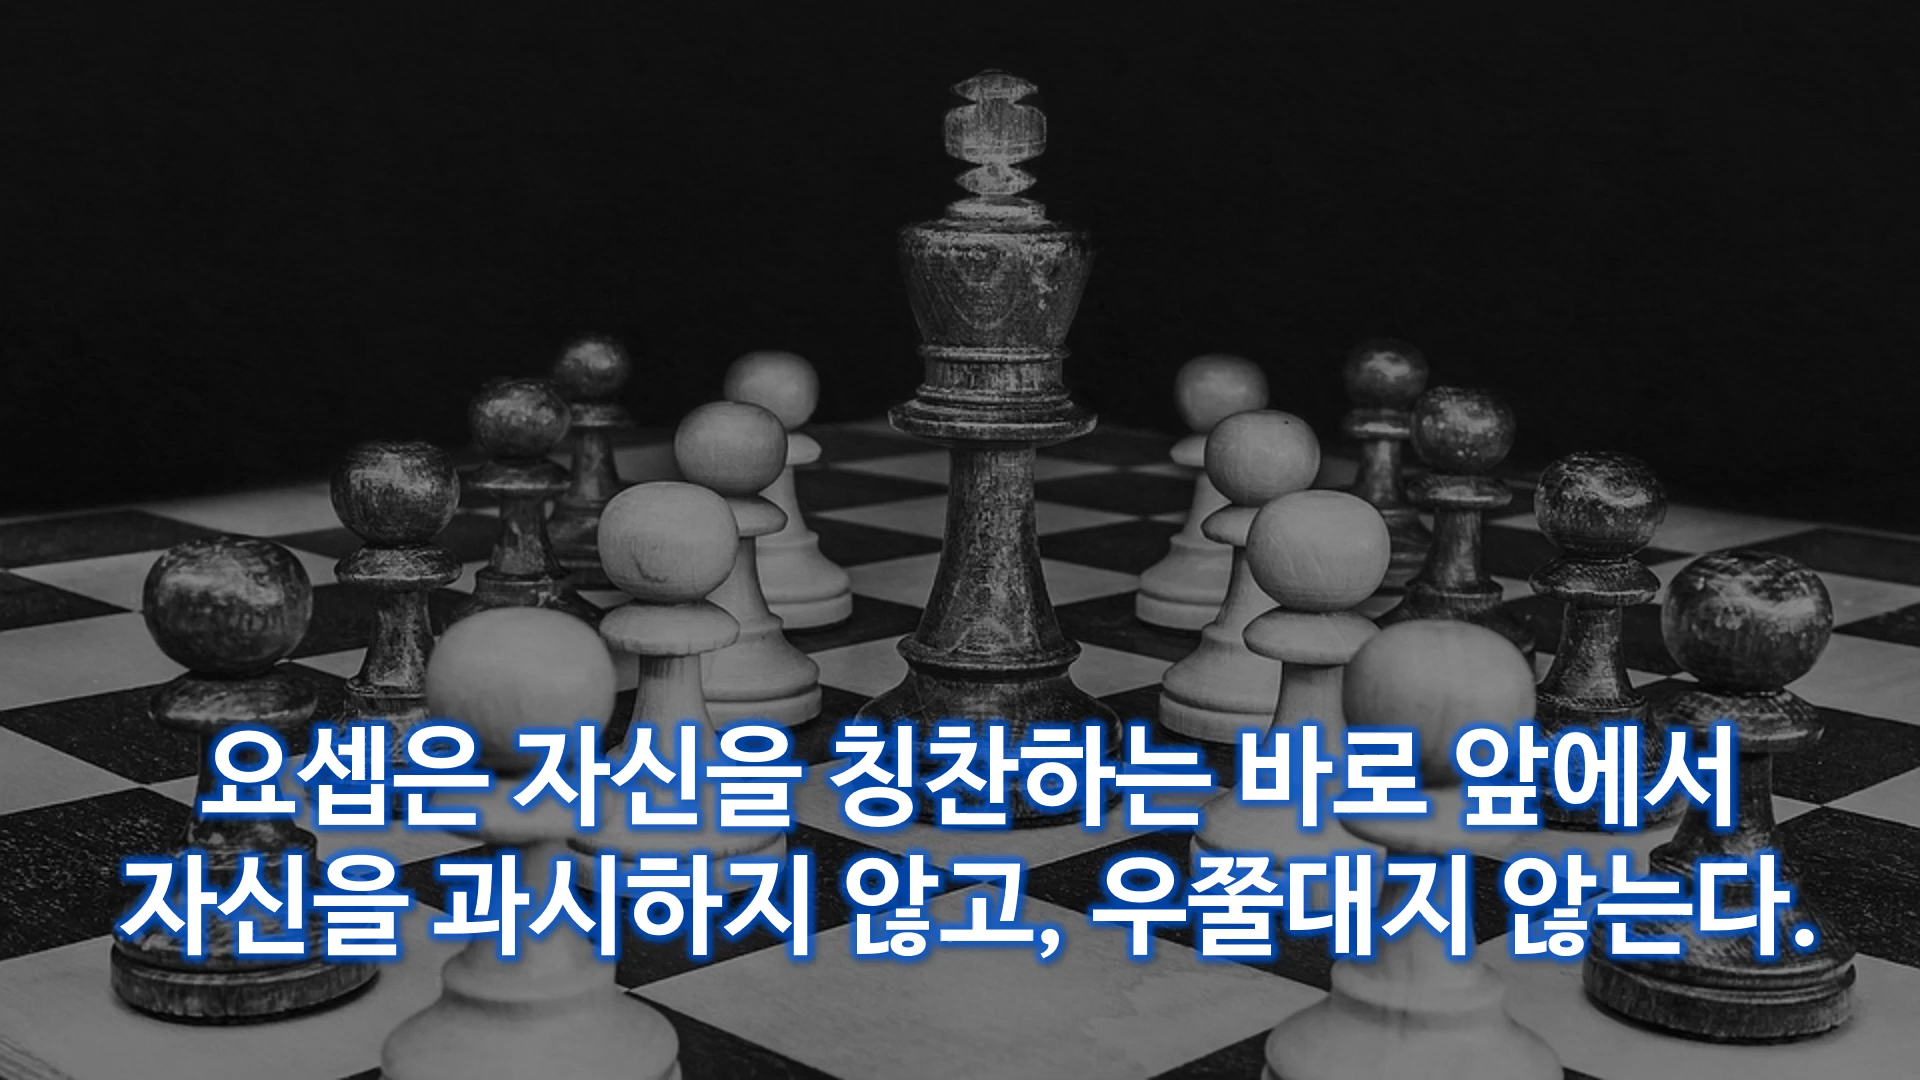 요셉은 자신을 칭찬하는 바로 앞에서
자신을 과시하지 않고, 우쭐대지 않는다.